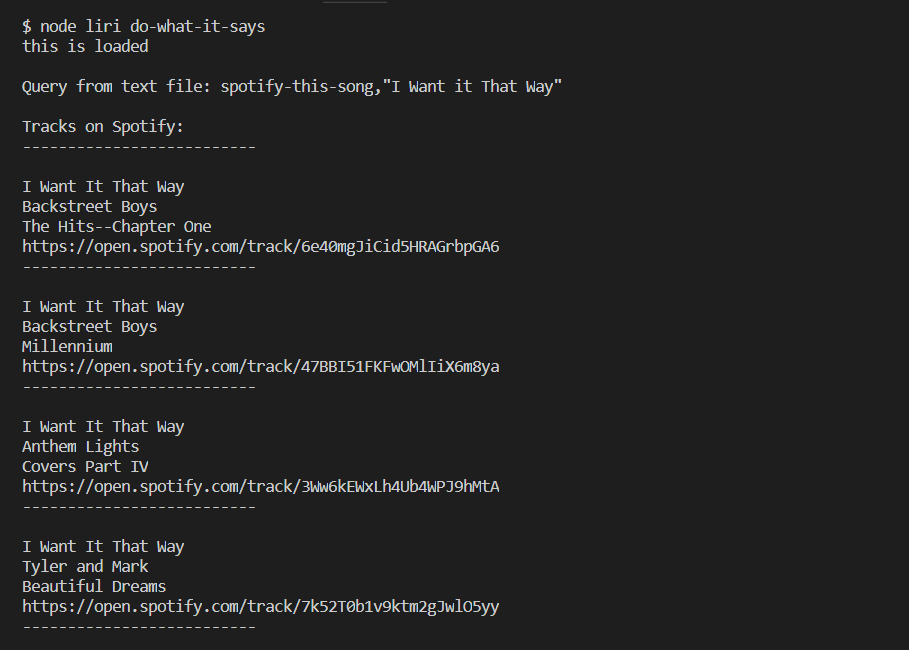 $ node liri do-what-it-says
this is loaded
Query from text file: spotify-this-song,"I Want it That Way"
Tracks on Spotify:
--------------------------
I Want It That Way
Backstreet Boys
The Hits--Chapter One
https://open.spotify.com/track/6e40mgJiCid5HRAGrbpGA6
--------------------------
I Want It That Way
Backstreet Boys
Millennium
https://open.spotify.com/track/47BBI51FKFwOMlIiX6m8ya
--------------------------
I Want It That Way
Anthem Lights
Covers Part IV
https://open.spotify.com/track/3Ww6kEWxLh4Ub4WPJ9hMtA
--------------------------
I Want It That Way
Tyler and Mark
Beautiful Dreams
https://open.spotify.com/track/7k52T0b1v9ktm2gJwlO5yy
--------------------------